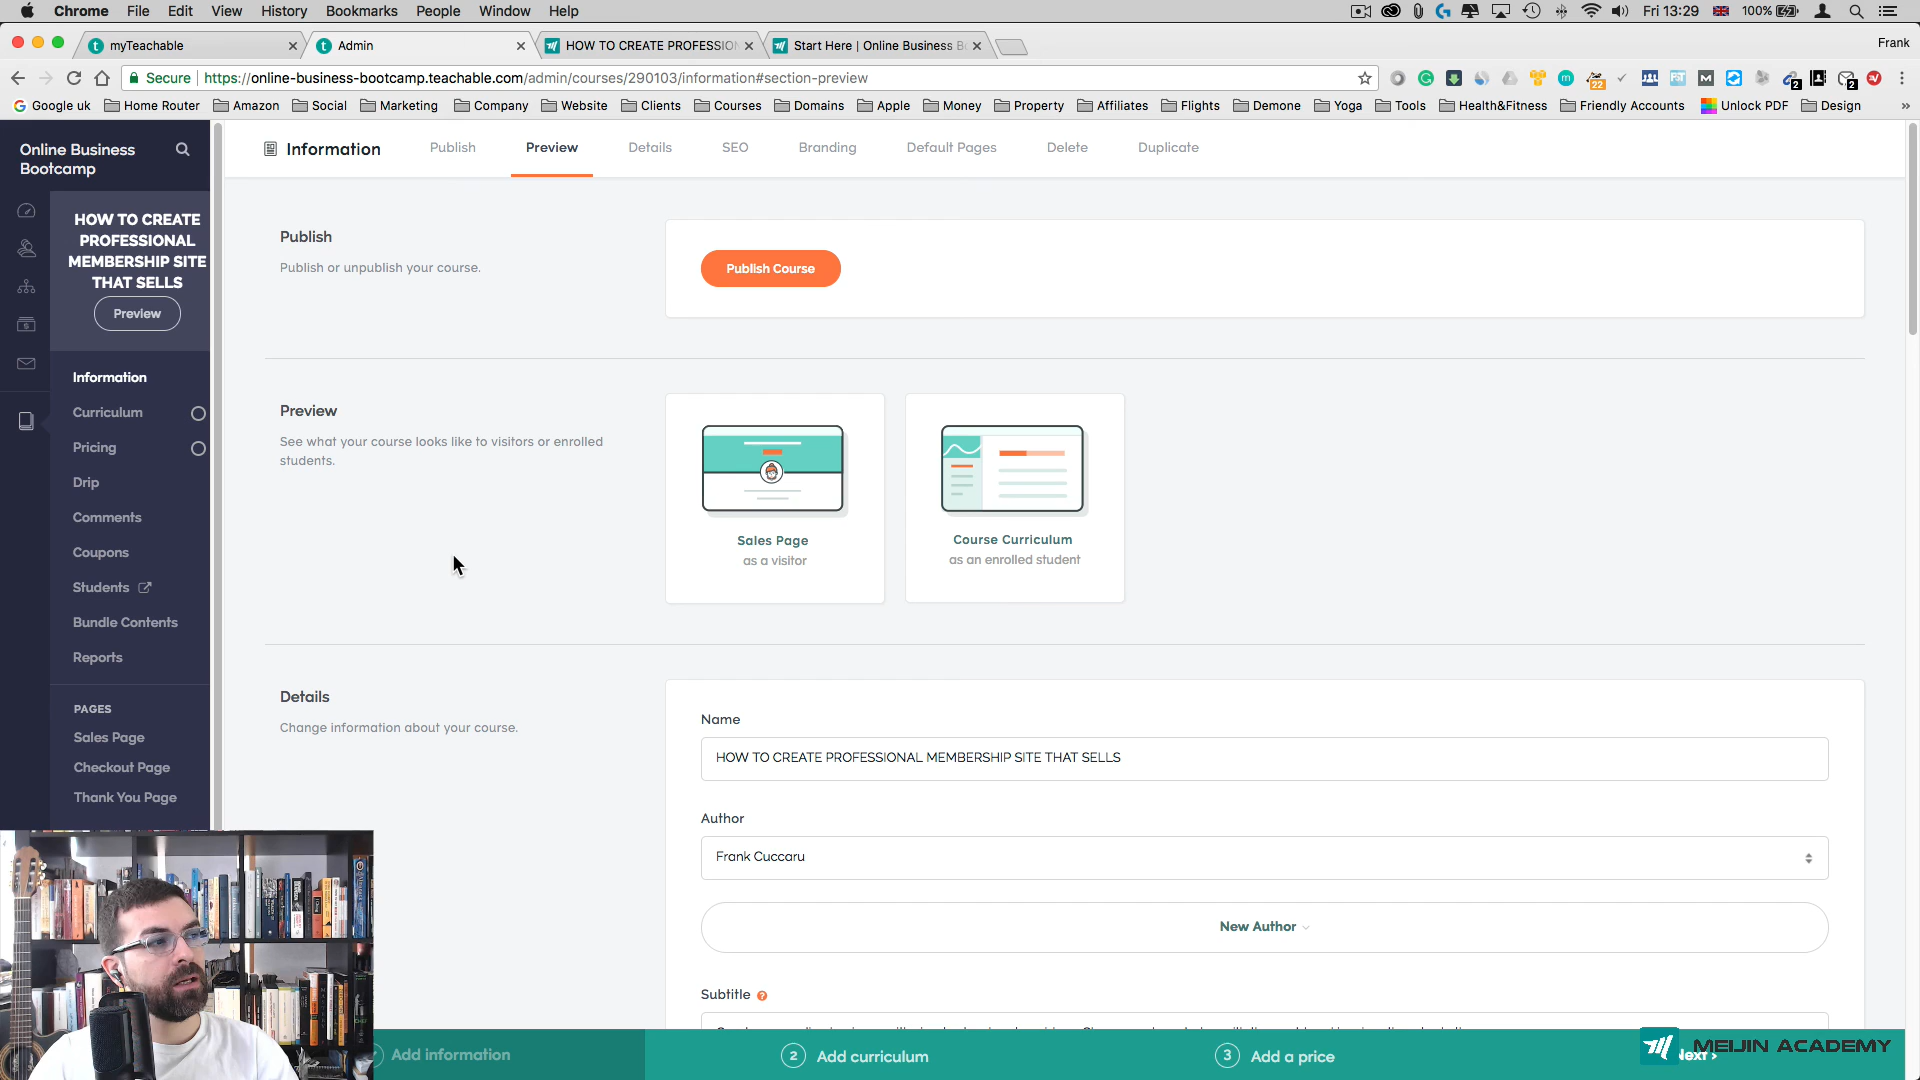 Chrome File Edit View History Bookmarks People Window Help 100% Fri 13:29
myTeachable Admin HOW TO CREATE PROFESSION Start Here | Online Business B Frank
Secure https://online-business-bootcamp.teachable.com/admin/courses/290103/information#section-preview
Google uk Home Router Amazon Social Marketing Company Website Clients Courses Domains Apple Money Property Affiliates Flights Demone Yoga Tools Health&Fitness Friendly Accounts Unlock PDF Design »
Online Business
Bootcamp
Information Publish Preview Details SEO Branding Default Pages Delete Duplicate
HOW TO CREATE
PROFESSIONAL
MEMBERSHIP SITE
THAT SELLS
Preview
Information
Curriculum
Pricing
Drip
Comments
Coupons
Students
Bundle Contents
Reports
PAGES
Sales Page
Checkout Page
Thank You Page
Publish
Publish or unpublish your course.
Publish Course
Preview
See what your course looks like to visitors or enrolled
students.
Sales Page
as a visitor
Course Curriculum
as an enrolled student
Details
Change information about your course.
Name
HOW TO CREATE PROFESSIONAL MEMBERSHIP SITE THAT SELLS
Author
Frank Cuccaru
New Author
Subtitle ?
Add information
2 Add curriculum
3 Add a price
Next ›
MEIJIN ACADEMY